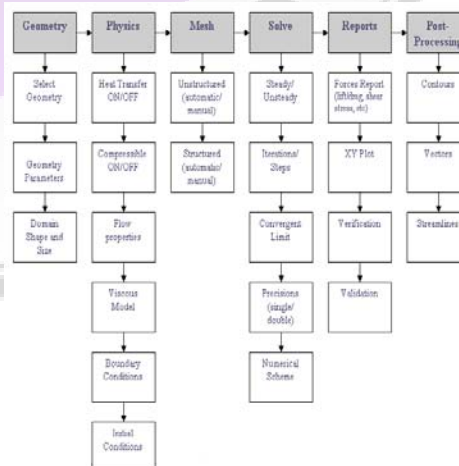 Geometry
Physics
Mesh
Solve
Reports
Post-
Processing
Select
Geometry
Geometry
Parameters
Domain
Shape and
Size
Heat Transfer
ON/OFF
Compressible
ON/OFF
Flow
properties
Viscous
Model
Boundary
Conditions
Initial
Conditions
Unstructured
(automatic/
manual)
Structured
(automatic/
manual)
Steady/
Unsteady
Iterations/
Steps
Convergent
Limit
Precisions
(single/
double)
Numerical
Scheme
Forces Report
(lift/drag, shear
stress, etc)
XY Plot
Verification
Validation
Contours
Vectors
Streamlines